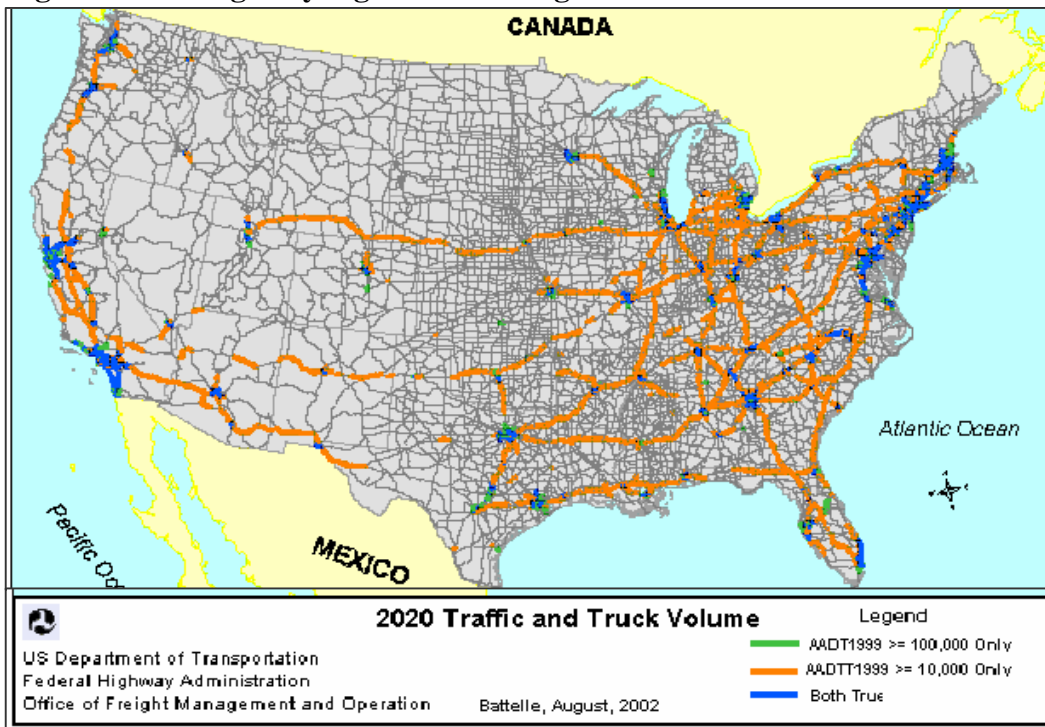 CANADA
Atlantic Ocean
Pacific Oc
MEXICO
2020 Traffic and Truck Volume
US Department of Transportation
Federal Highway Administration
Office of Freight Management and Operation
Battelle, August, 2002
Legend
AADT1999 >= 100,000 Only
AADTT1999 >= 10,000 Only
Both True